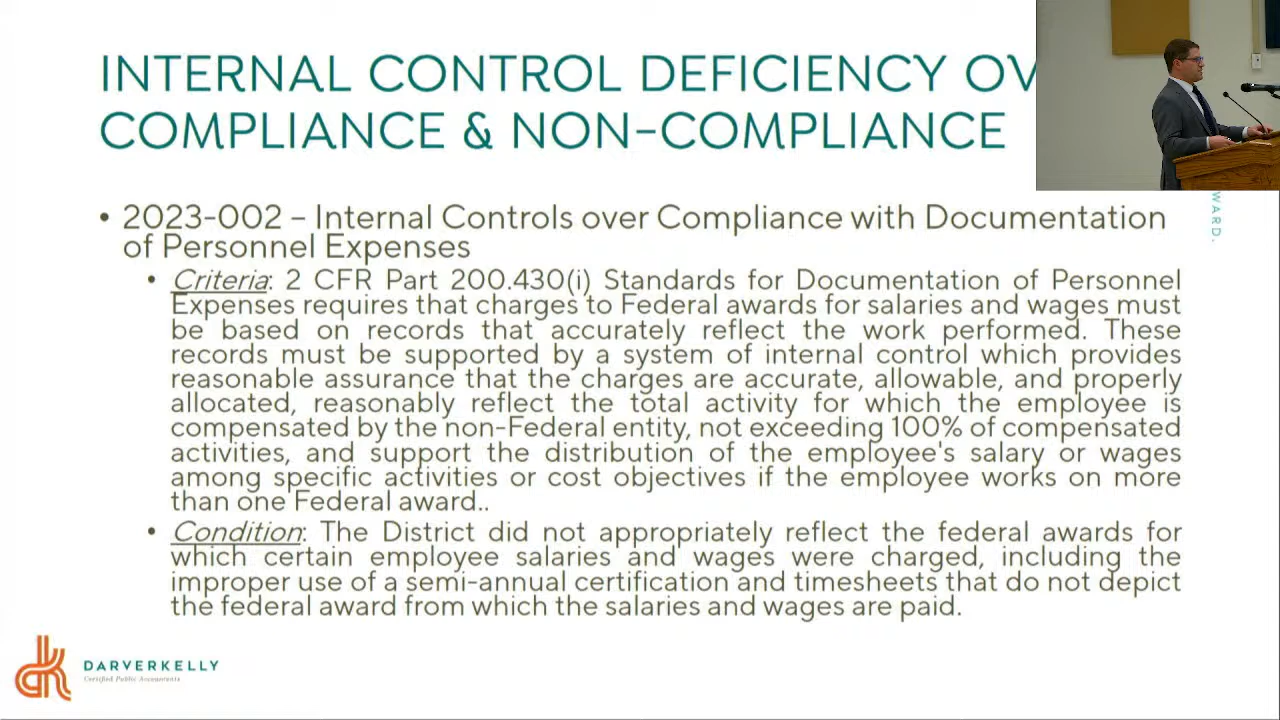 INTERNAL CONTROL DEFICIENCY OV
COMPLIANCE & NON-COMPLIANCE
WARD.
• 2023-002 – Internal Controls over Compliance with Documentation
of Personnel Expenses
• Criteria: 2 CFR Part 200.430(i) Standards for Documentation of Personnel
Expenses requires that charges to Federal awards for salaries and wages must
be based on records that accurately reflect the work performed. These
records must be supported by a system of internal control which provides
reasonable assurance that the charges are accurate, allowable, and properly
allocated, reasonably reflect the total activity for which the employee is
compensated by the non-Federal entity, not exceeding 100% of compensated
activities, and support the distribution of the employee's salary or wages
among specific activities or cost objectives if the employee works on more
than one Federal award..
• Condition: The District did not appropriately reflect the federal awards for
which certain employee salaries and wages were charged, including the
improper use of a semi-annual certification and timesheets that do not depict
the federal award from which the salaries and wages are paid.
dk
DARVERKELLY
Certified Public Accountants